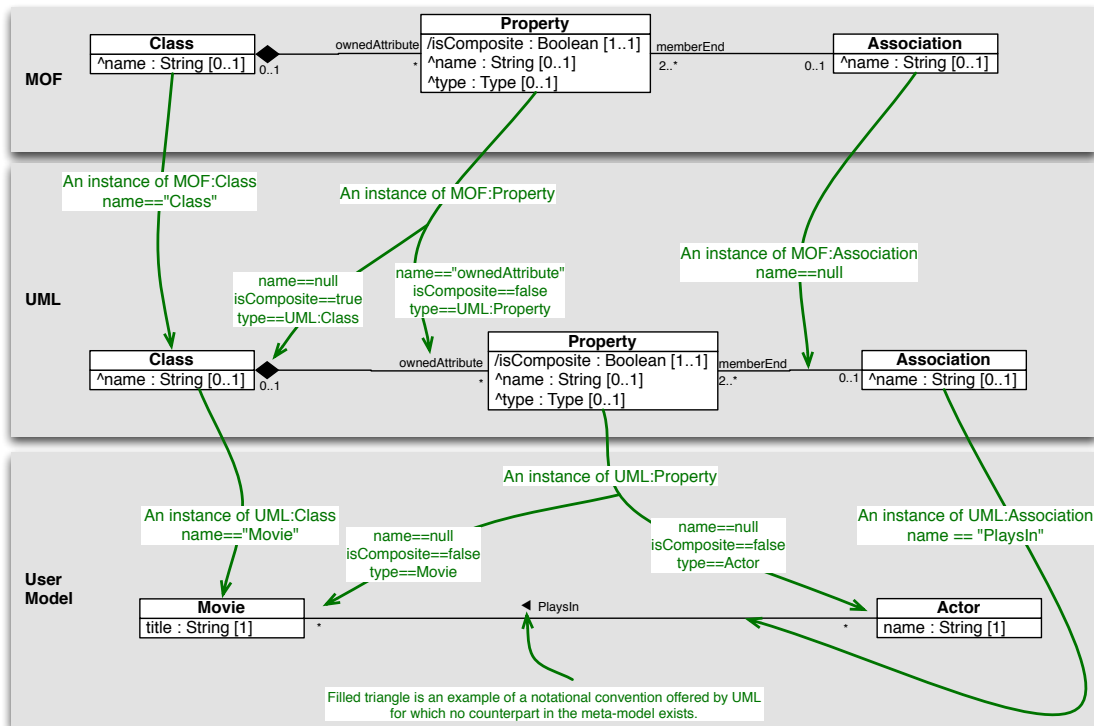 Class
^name : String [0..1]
0..1
ownedAttribute
*
Property
/isComposite : Boolean [1..1]
^name : String [0..1]
^type : Type [0..1]
memberEnd
2..*
0..1
Association
^name : String [0..1]
MOF
An instance of MOF:Class
name=="Class"
An instance of MOF:Property
An instance of MOF:Association
name==null
name==null
isComposite==true
type==UML:Class
name=="ownedAttribute"
isComposite==false
type==UML:Property
UML
Class
^name : String [0..1]
0..1
ownedAttribute
*
Property
/isComposite : Boolean [1..1]
^name : String [0..1]
^type : Type [0..1]
memberEnd
2..*
0..1
Association
^name : String [0..1]
An instance of UML:Property
An instance of UML:Class
name=="Movie"
name==null
isComposite==false
type==Movie
name==null
isComposite==false
type==Actor
An instance of UML:Association
name == "PlaysIn"
User
Model
Movie
title : String [1]
*
PlaysIn
*
Actor
name : String [1]
Filled triangle is an example of a notational convention offered by UML
for which no counterpart in the meta-model exists.